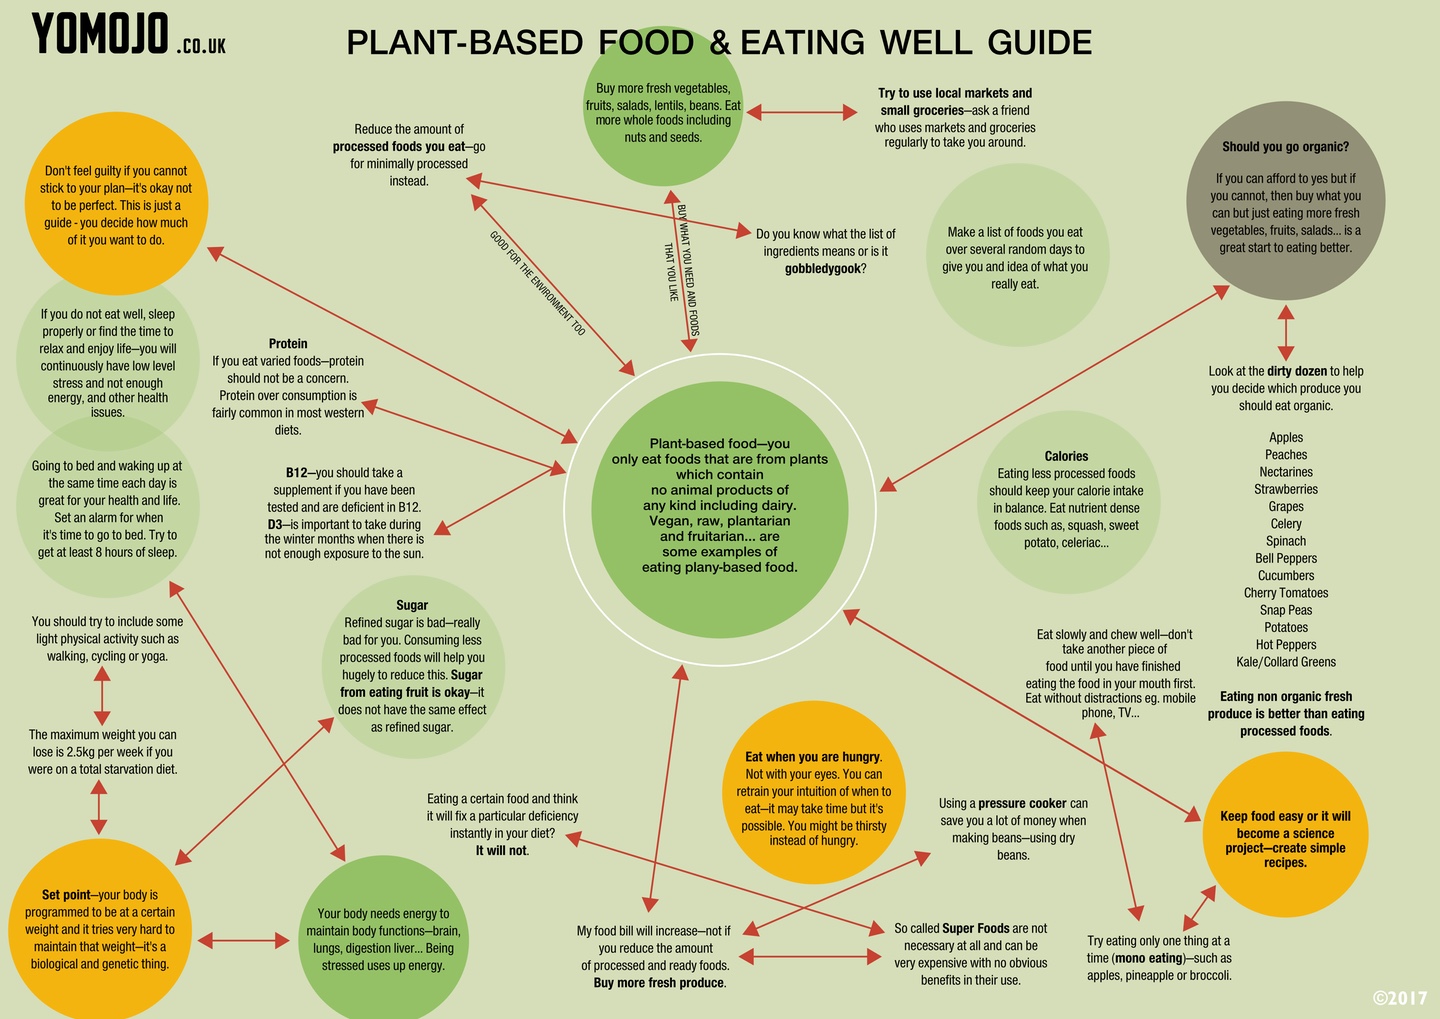 YOMOJO .CO.UK
PLANT-BASED FOOD & EATING WELL GUIDE
Buy more fresh vegetables,
fruits, salads, lentils, beans. Eat
more whole foods including
nuts and seeds.
Try to use local markets and
small groceries—ask a friend
who uses markets and groceries
regularly to take you around.
Reduce the amount of
processed foods you eat—go
for minimally processed
instead.
Do you know what the list of
ingredients means or is it
gobbledygook?
GOOD FOR THE ENVIRONMENT TOO
BUY WHAT YOU NEED AND FOODS
THAT YOU LIKE
Don't feel guilty if you cannot
stick to your plan—it's okay not
to be perfect. This is just a
guide - you decide how much
of it you want to do.
Make a list of foods you eat
over several random days to
give you and idea of what you
really eat.
Should you go organic?
If you can afford to yes but if
you cannot, then buy what you
can but just eating more fresh
vegetables, fruits, salads... is a
great start to eating better.
If you do not eat well, sleep
properly or find the time to
relax and enjoy life—you will
continuously have low level
stress and not enough
energy, and other health
issues.
Protein
If you eat varied foods—protein
should not be a concern.
Protein over consumption is
fairly common in most western
diets.
Look at the dirty dozen to help
you decide which produce you
should eat organic.
Apples
Peaches
Nectarines
Strawberries
Grapes
Celery
Spinach
Bell Peppers
Cucumbers
Cherry Tomatoes
Snap Peas
Potatoes
Hot Peppers
Kale/Collard Greens
Eating non organic fresh
produce is better than eating
processed foods.
Going to bed and waking up at
the same time each day is
great for your health and life.
Set an alarm for when
it's time to go to bed. Try to
get at least 8 hours of sleep.
B12—you should take a
supplement if you have been
tested and are deficient in B12.
D3—is important to take during
the winter months when there is
not enough exposure to the sun.
Plant-based food—you
only eat foods that are from plants
which contain
no animal products of
any kind including dairy.
Vegan, raw, plantarian
and fruitarian... are
some examples of
eating plany-based food.
Calories
Eating less processed foods
should keep your calorie intake
in balance. Eat nutrient dense
foods such as, squash, sweet
potato, celeriac...
You should try to include some
light physical activity such as
walking, cycling or yoga.
Sugar
Refined sugar is bad—really
bad for you. Consuming less
processed foods will help you
hugely to reduce this. Sugar
from eating fruit is okay—it
does not have the same effect
as refined sugar.
Eat slowly and chew well—don't
take another piece of
food until you have finished
eating the food in your mouth first.
Eat without distractions eg. mobile
phone, TV...
The maximum weight you can
lose is 2.5kg per week if you
were on a total starvation diet.
Eat when you are hungry.
Not with your eyes. You can
retrain your intuition of when to
eat—it may take time but it's
possible. You might be thirsty
instead of hungry.
Eating a certain food and think
it will fix a particular deficiency
instantly in your diet?
It will not.
Using a pressure cooker can
save you a lot of money when
making beans—using dry
beans.
Keep food easy or it will
become a science
project—create simple
recipes.
Set point—your body is
programmed to be at a certain
weight and it tries very hard to
maintain that weight—it's a
biological and genetic thing.
Your body needs energy to
maintain body functions—brain,
lungs, digestion liver... Being
stressed uses up energy.
My food bill will increase—not if
you reduce the amount
of processed and ready foods.
Buy more fresh produce.
So called Super Foods are not
necessary at all and can be
very expensive with no obvious
benefits in their use.
Try eating only one thing at a
time (mono eating)—such as
apples, pineapple or broccoli.
©2017